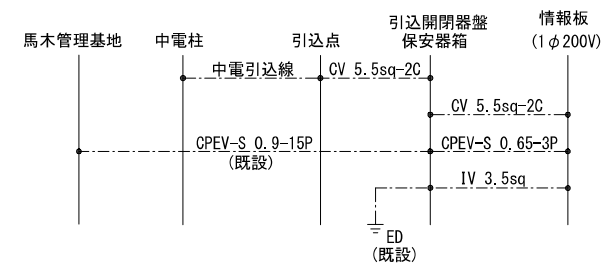 馬木管理基地
中電柱
引込点
引込開閉器盤
保安器箱
情報板
(1φ200V)
中電引込線
CV 5.5sq-2C
CV 5.5sq-2C
CPEV-S 0.9-15P
(既設)
CPEV-S 0.65-3P
IV 3.5sq
ED
(既設)